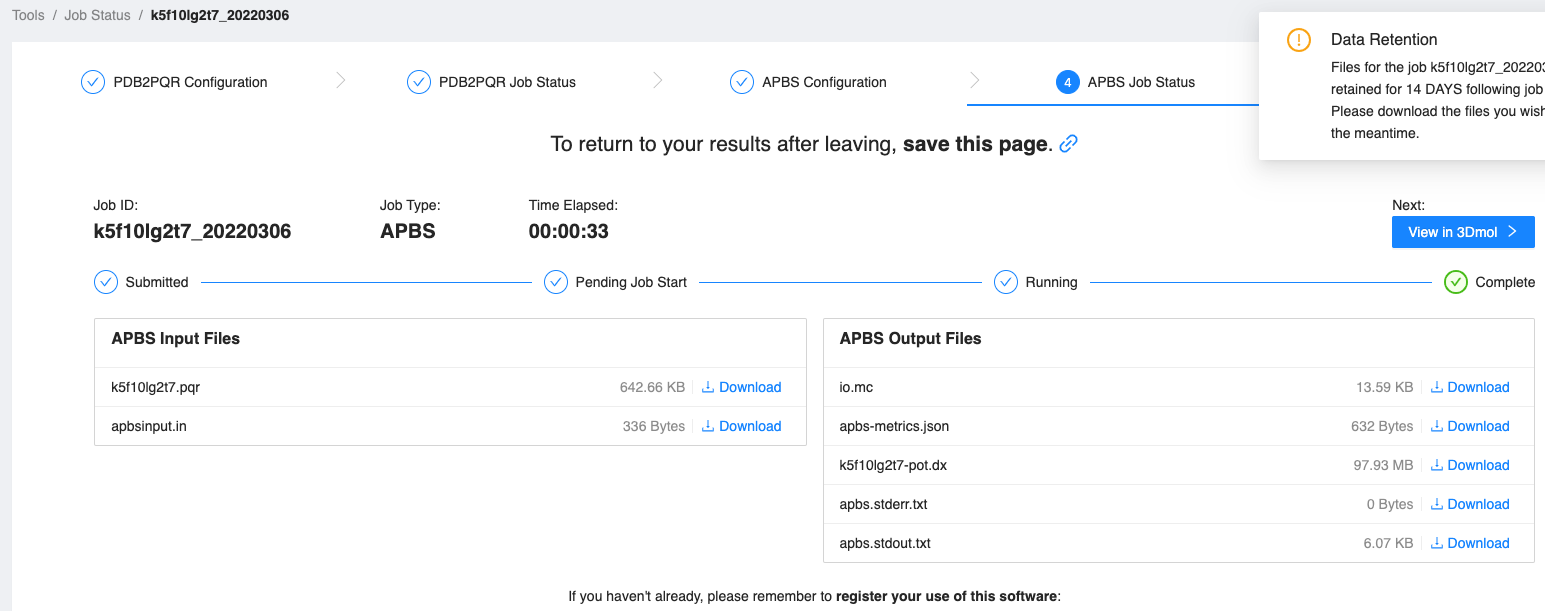 Tools / Job Status / k5f10lg2t7_20220306
PDB2PQR Configuration
PDB2PQR Job Status
APBS Configuration
4 APBS Job Status
Data Retention
Files for the job k5f10lg2t7_20220
retained for 14 DAYS following job
Please download the files you wish
the meantime.
To return to your results after leaving, save this page.
Job ID:
k5f10lg2t7_20220306
Job Type:
APBS
Time Elapsed:
00:00:33
Next:
View in 3Dmol
Submitted
Pending Job Start
Running
Complete
APBS Input Files
k5f10lg2t7.pqr 642.66 KB Download
apbsinput.in 336 Bytes Download
APBS Output Files
io.mc 13.59 KB Download
apbs-metrics.json 632 Bytes Download
k5f10lg2t7-pot.dx 97.93 MB Download
apbs.stderr.txt 0 Bytes Download
apbs.stdout.txt 6.07 KB Download
If you haven't already, please remember to register your use of this software: